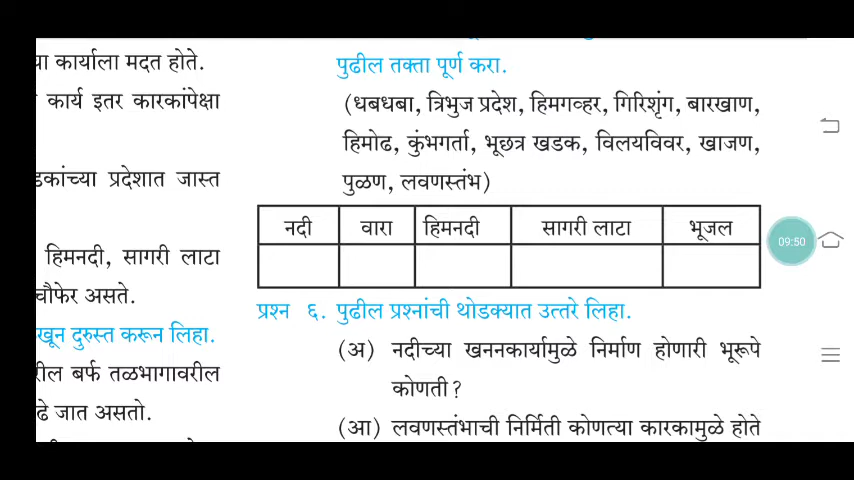 या कार्याला मदत होते.
कार्य इतर कारकांपेक्षा
डकांच्या प्रदेशात जास्त
हिमनदी, सागरी लाटा
चौफेर असते.
खून दुरुस्त करून लिहा.
रील बर्फ तळभागावरील
ढे जात असतो.
पुढील तक्ता पूर्ण करा.
(धबधबा, त्रिभुज प्रदेश, हिमगव्हर, गिरिशृंग, बारखाण,
हिमोढ, कुंभगर्ता, भूछत्र खडक, विलयविवर, खाजण,
पुळण, लवणस्तंभ)
नदी वारा हिमनदी सागरी लाटा भूजल
प्रश्न ६. पुढील प्रश्नांची थोडक्यात उत्तरे लिहा.
(अ) नदीच्या खननकार्यामुळे निर्माण होणारी भूरूपे
कोणती?
(आ) लवणस्तंभाची निर्मिती कोणत्या कारकामुळे होते
09:50